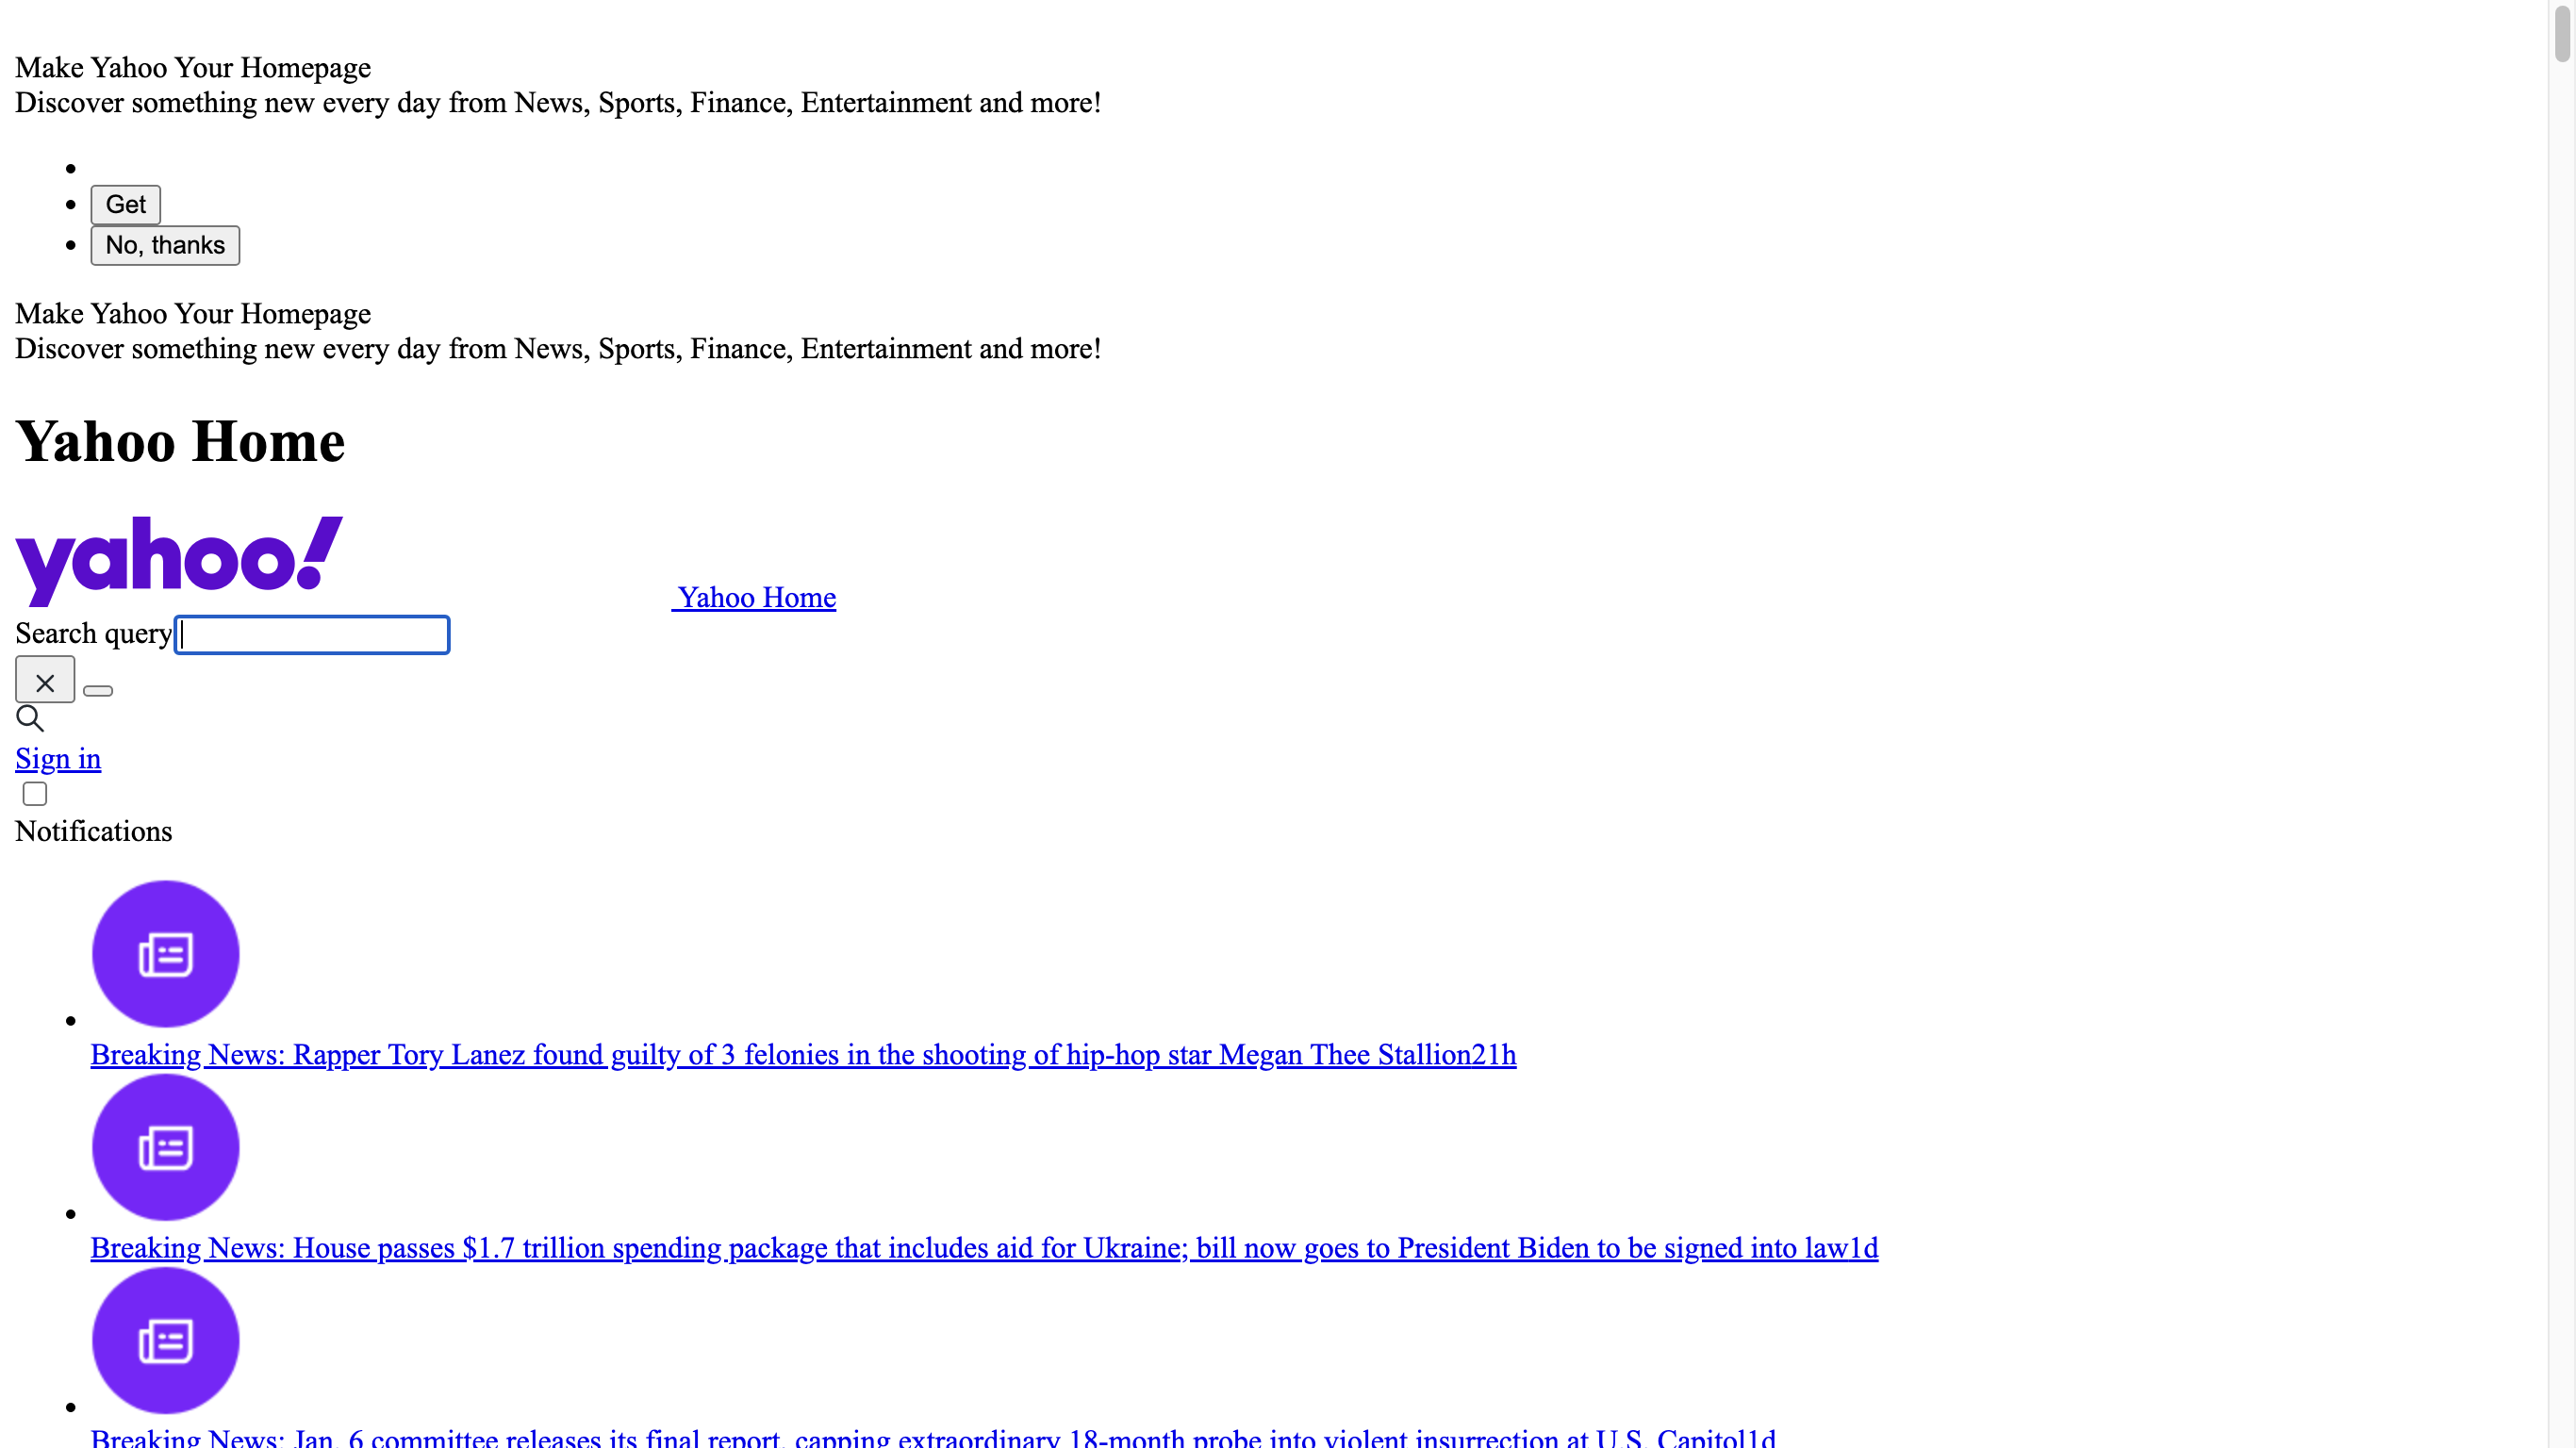 Make Yahoo Your Homepage
Discover something new every day from News, Sports, Finance, Entertainment and more!
Get
No, thanks
Make Yahoo Your Homepage
Discover something new every day from News, Sports, Finance, Entertainment and more!
Yahoo Home
yahoo!
Yahoo Home
Search query
Sign in
Notifications
Breaking News: Rapper Tory Lanez found guilty of 3 felonies in the shooting of hip-hop star Megan Thee Stallion21h
Breaking News: House passes $1.7 trillion spending package that includes aid for Ukraine; bill now goes to President Biden to be signed into law1d
Breaking News: Jan. 6 committee releases its final report, capping extraordinary 18-month probe into violent insurrection at U.S. Capitol1d